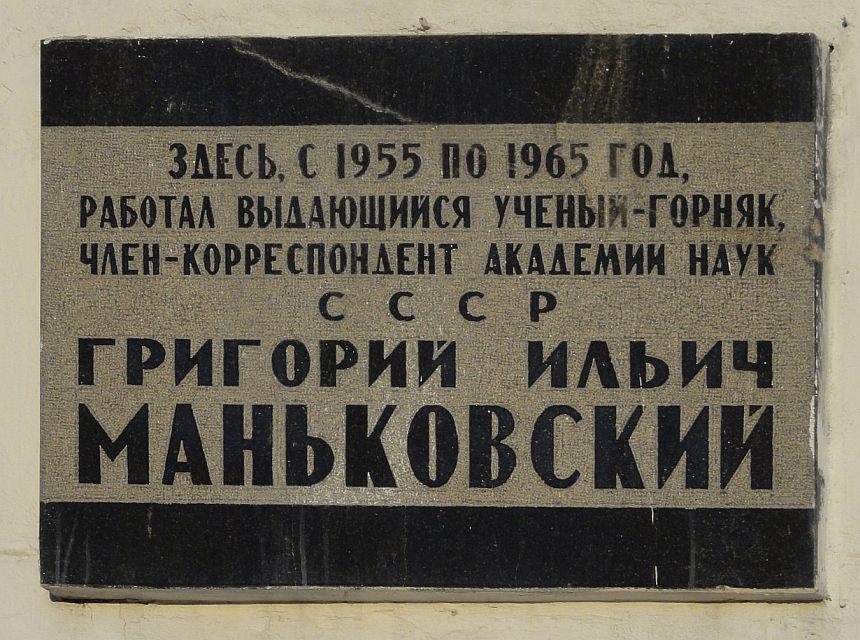 ЗДЕСЬ, С 1955 ПО 1965 ГОД,
РАБОТАЛ ВЫДАЮЩИЙСЯ УЧЕНЫЙ-ГОРНЯК,
ЧЛЕН-КОРРЕСПОНДЕНТ АКАДЕМИИ НАУК
СССР
ГРИГОРИЙ ИЛЬИЧ
МАНЬКОВСКИЙ